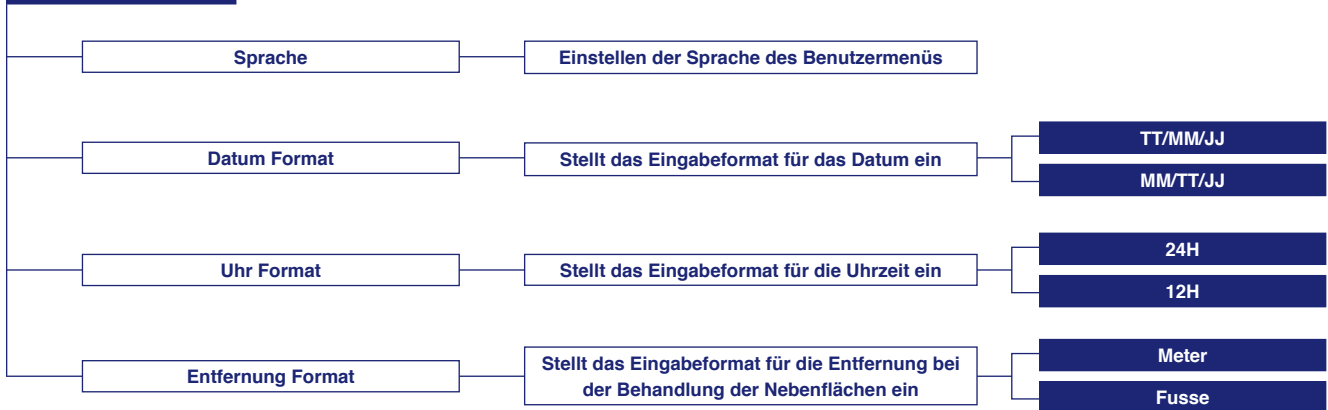 Sprache
Einstellen der Sprache des Benutzermenüs
Datum Format
Stellt das Eingabeformat für das Datum ein
TT/MM/JJ
MM/TT/JJ
Uhr Format
Stellt das Eingabeformat für die Uhrzeit ein
24H
12H
Entfernung Format
Stellt das Eingabeformat für die Entfernung bei
der Behandlung der Nebenflächen ein
Meter
Fusse